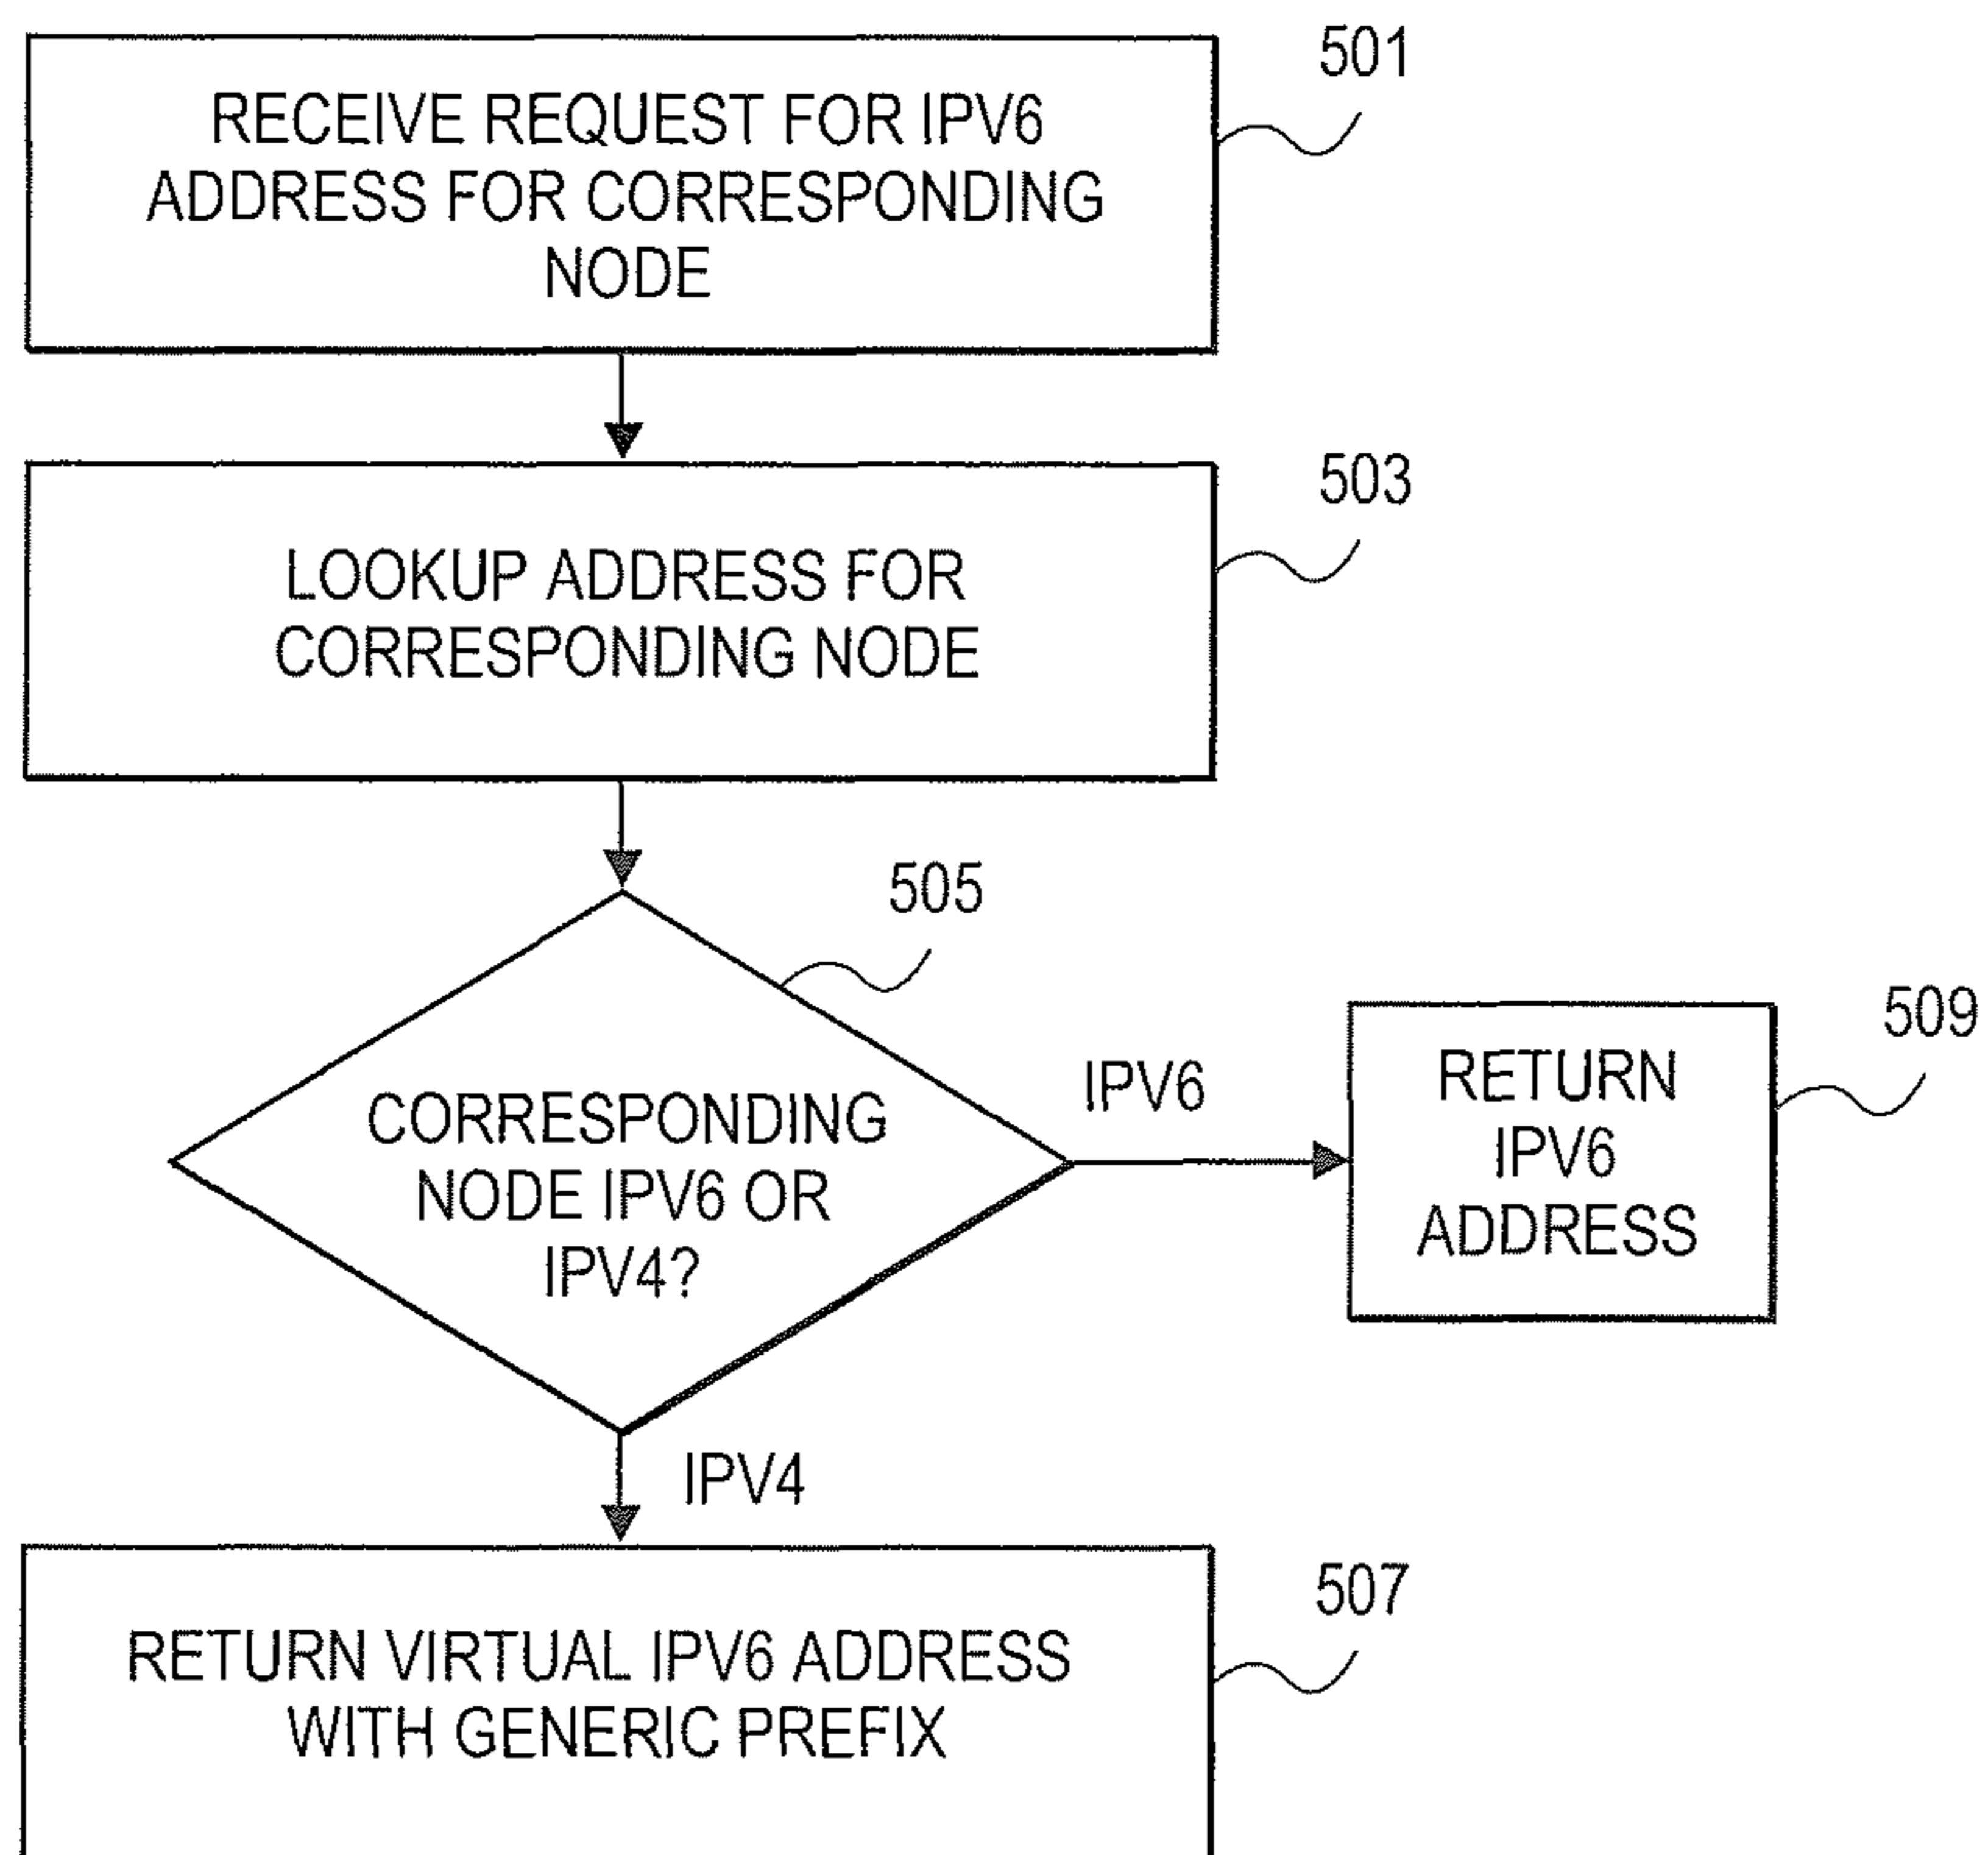 501
RECEIVE REQUEST FOR IPV6
ADDRESS FOR CORRESPONDING
NODE
503
LOOKUP ADDRESS FOR
CORRESPONDING NODE
505
CORRESPONDING
NODE IPV6 OR
IPV4?
IPV6
509
RETURN
IPV6
ADDRESS
IPV4
507
RETURN VIRTUAL IPV6 ADDRESS
WITH GENERIC PREFIX